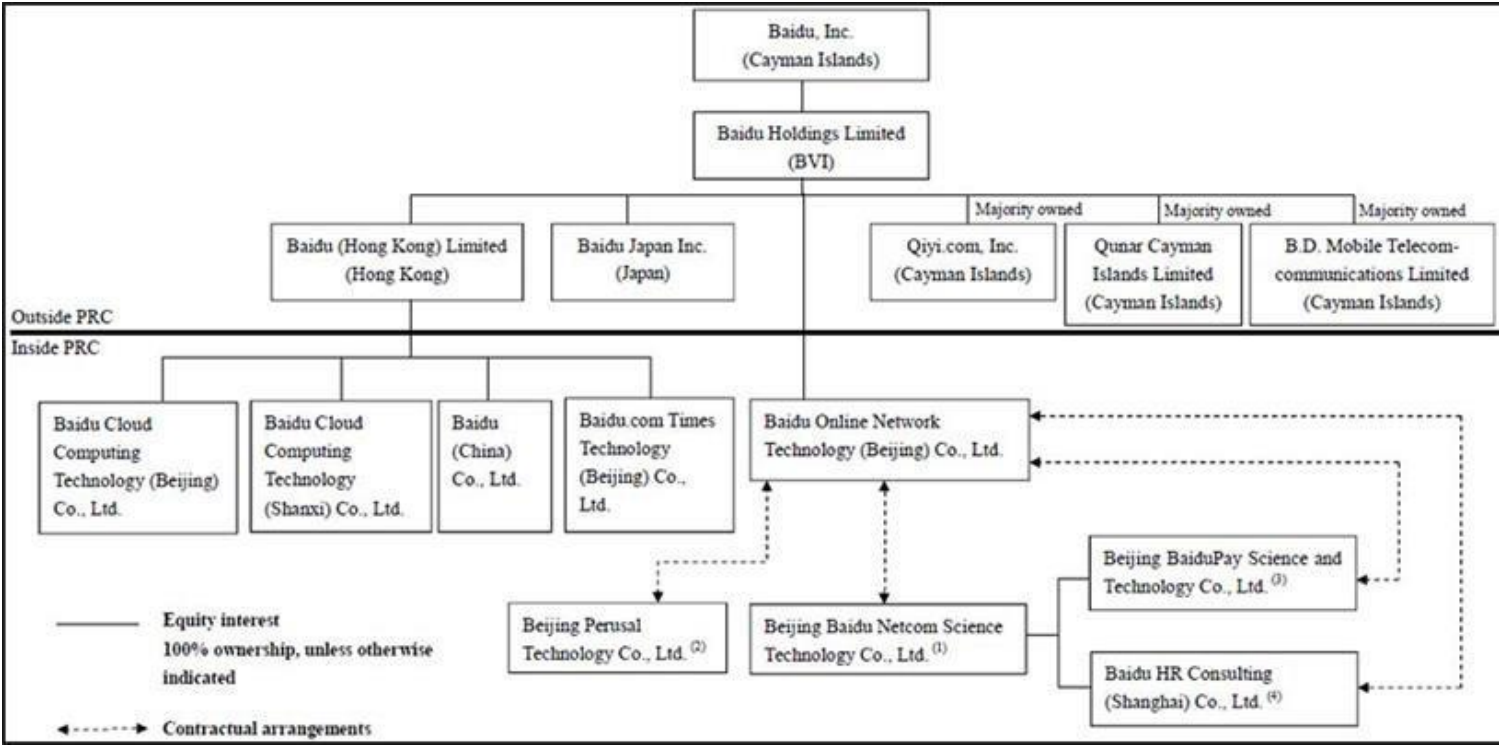 Baidu, Inc.
(Cayman Islands)
Baidu Holdings Limited
(BVI)
Majority owned
Majority owned
Majority owned
Baidu (Hong Kong) Limited
(Hong Kong)
Baidu Japan Inc.
(Japan)
Qiyi.com, Inc.
(Cayman Islands)
Qunar Cayman
Islands Limited
(Cayman Islands)
B.D. Mobile Telecom-
communications Limited
(Cayman Islands)
Outside PRC
Inside PRC
Baidu Cloud
Computing
Technology (Beijing)
Co., Ltd.
Baidu Cloud
Computing
Technology
(Shanxi) Co., Ltd.
Baidu
(China)
Co., Ltd.
Baidu.com Times
Technology
(Beijing) Co.,
Ltd.
Baidu Online Network
Technology (Beijing) Co., Ltd.
Beijing BaiduPay Science and
Technology Co., Ltd. (3)
Beijing Perusal
Technology Co., Ltd. (2)
Beijing Baidu Netcom Science
Technology Co., Ltd. (1)
Baidu HR Consulting
(Shanghai) Co., Ltd. (4)
Equity interest
100% ownership, unless otherwise
indicated
Contractual arrangements